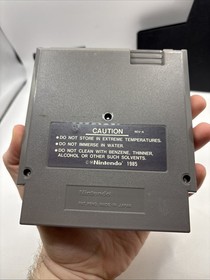 CAUTION
• DO NOT STORE IN EXTREME TEMPERATURES.
• DO NOT IMMERSE IN WATER.
• DO NOT CLEAN WITH BENZENE, THINNER,
ALCOHOL OR OTHER SUCH SOLVENTS.
Nintendo 1985